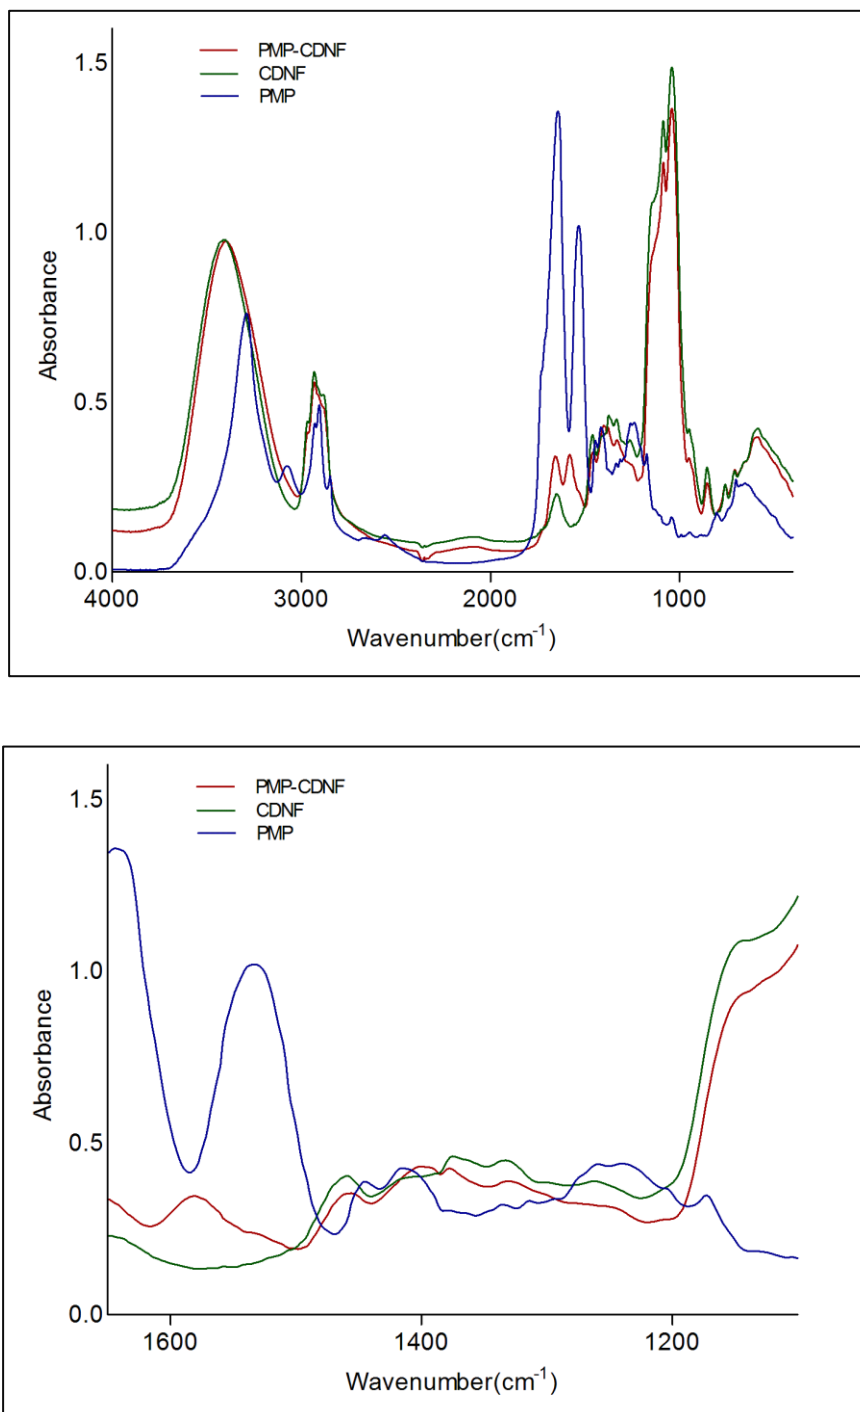 1.5
1.0
0.5
0.0
Absorbance
PMP-CDNF
CDNF
PMP
4000 3000 2000 1000
Wavenumber(cm-1)
1.5
1.0
0.5
0.0
Absorbance
PMP-CDNF
CDNF
PMP
1600 1400 1200
Wavenumber(cm-1)